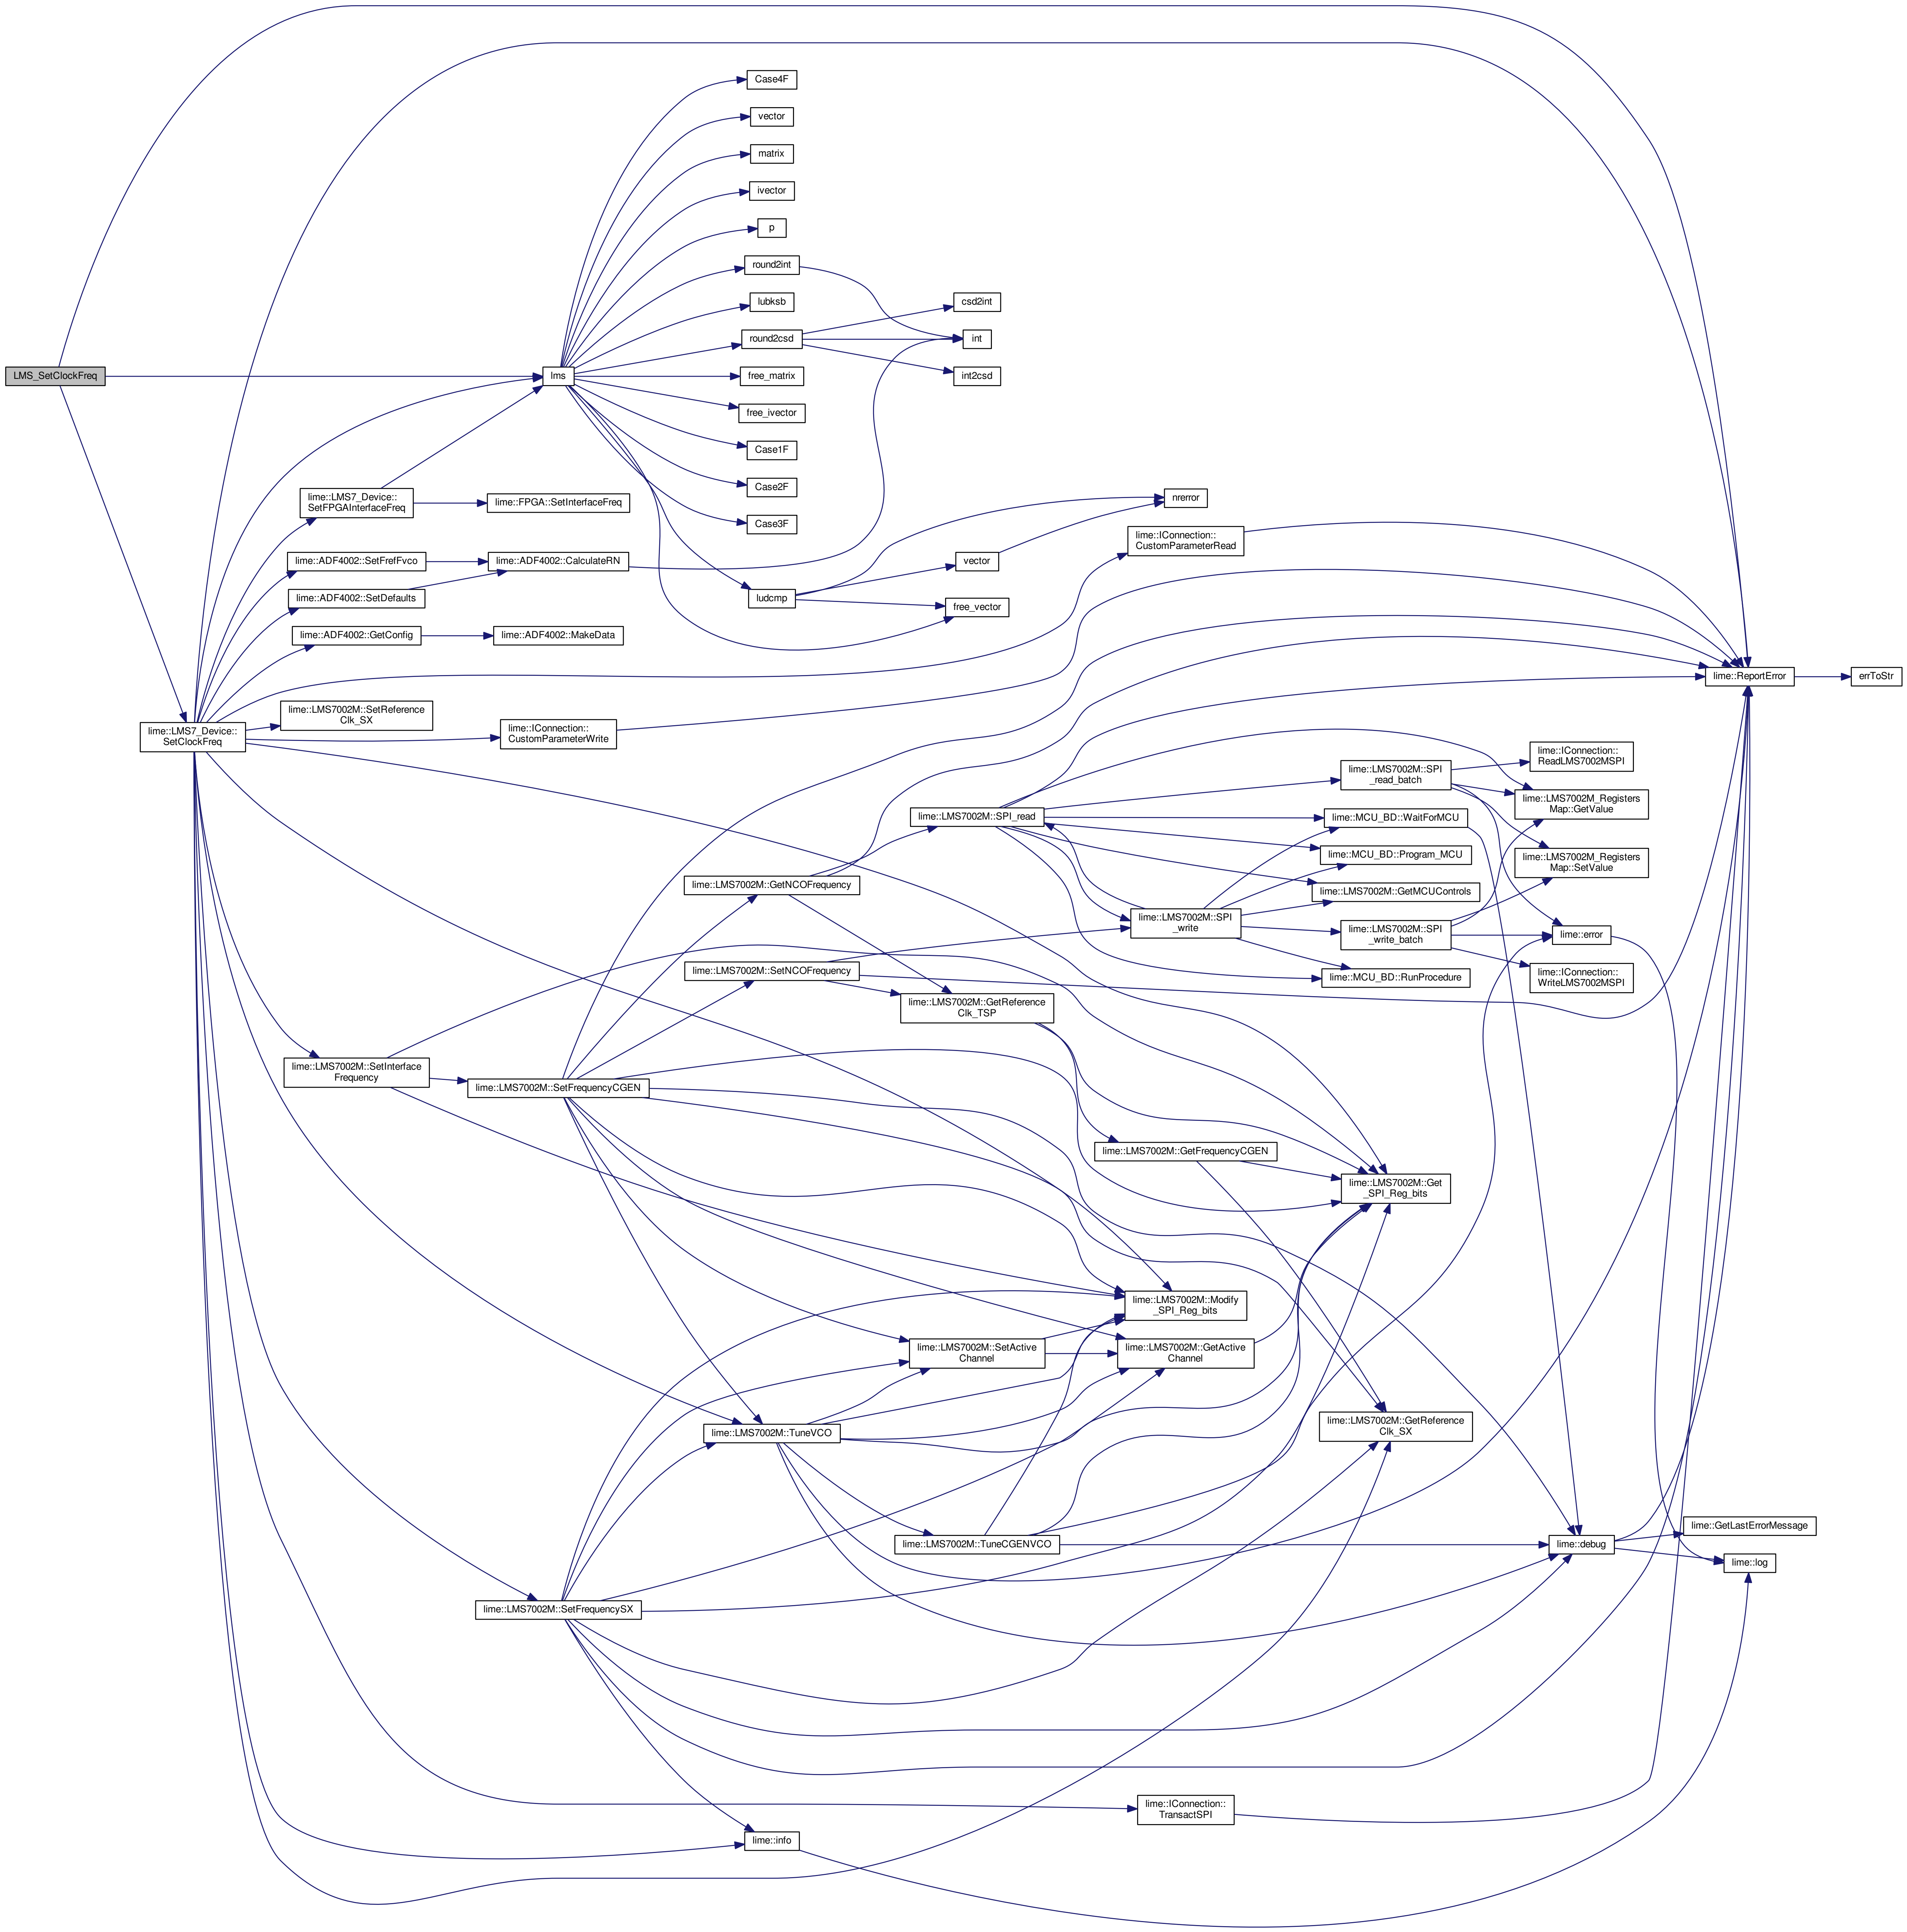 LMS_SetClockFreq
lime::LMS7_Device::
SetClockFreq
lime::LMS7_Device::
SetFPGAInterfaceFreq
lime::ADF4002::SetFrefFvco
lime::ADF4002::SetDefaults
lime::ADF4002::GetConfig
lime::LMS7002M::SetReference
Clk_SX
lime::LMS7002M::SetInterface
Frequency
lms
lime::FPGA::SetInterfaceFreq
lime::ADF4002::CalculateRN
lime::ADF4002::MakeData
lime::IConnection::
CustomParameterWrite
lime::LMS7002M::SetFrequencyCGEN
lime::LMS7002M::SetFrequencySX
Case4F
vector
matrix
ivector
p
round2int
lubksb
round2csd
free_matrix
free_ivector
Case1F
Case2F
Case3F
ludcmp
lime::LMS7002M::GetNCOFrequency
lime::LMS7002M::SetNCOFrequency
lime::LMS7002M::TuneVCO
lime::info
csd2int
int
int2csd
vector
free_vector
lime::LMS7002M::SPI_read
lime::LMS7002M::GetReference
Clk_TSP
lime::LMS7002M::SetActive
Channel
lime::LMS7002M::TuneCGENVCO
nrerror
lime::IConnection::
CustomParameterRead
lime::LMS7002M::SPI
_write
lime::LMS7002M::GetFrequencyCGEN
lime::LMS7002M::Modify
_SPI_Reg_bits
lime::LMS7002M::GetActive
Channel
lime::IConnection::
TransactSPI
lime::LMS7002M::SPI
_read_batch
lime::MCU_BD::WaitForMCU
lime::MCU_BD::Program_MCU
lime::LMS7002M::GetMCUControls
lime::LMS7002M::SPI
_write_batch
lime::MCU_BD::RunProcedure
lime::LMS7002M::Get
_SPI_Reg_bits
lime::LMS7002M::GetReference
Clk_SX
lime::IConnection::
ReadLMS7002MSPI
lime::LMS7002M_Registers
Map::GetValue
lime::LMS7002M_Registers
Map::SetValue
lime::error
lime::IConnection::
WriteLMS7002MSPI
lime::debug
lime::ReportError
lime::GetLastErrorMessage
lime::log
errToStr